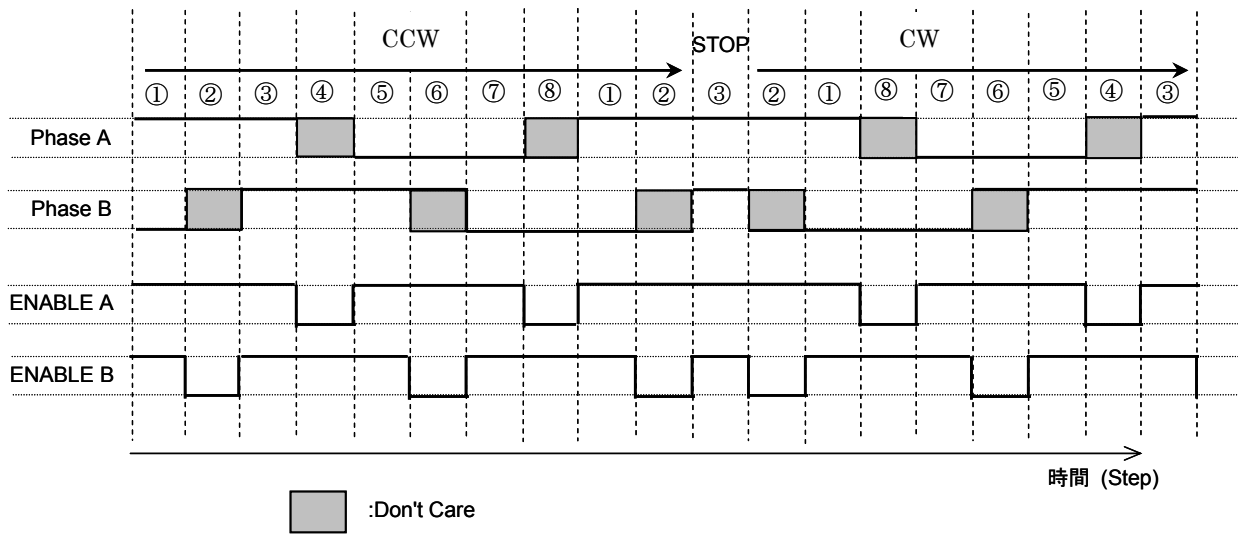 CCW STOP CW
① ② ③ ④ ⑤ ⑥ ⑦ ⑧ ① ② ③ ② ① ⑧ ⑦ ⑥ ⑤ ④ ③
Phase A
Phase B
ENABLE A
ENABLE B
時間 (Step)
:Don't Care